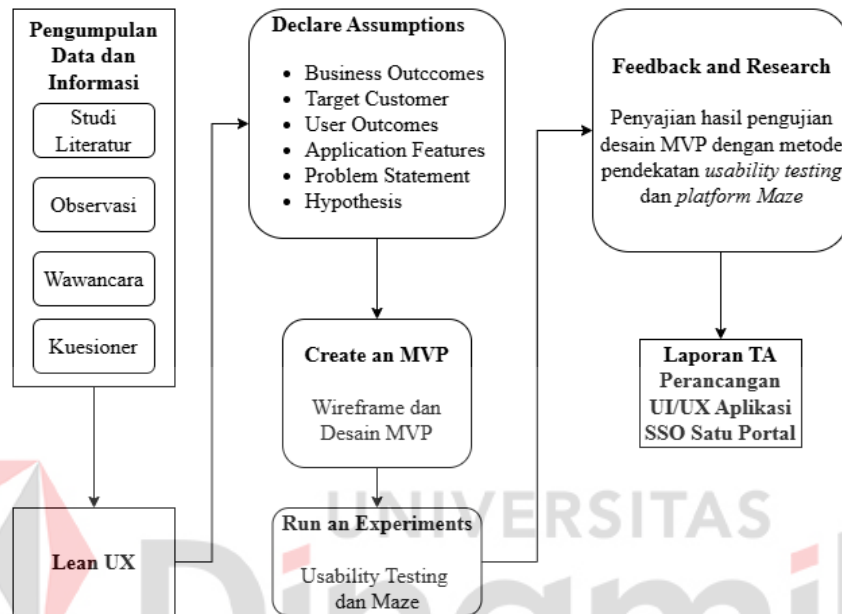 Pengumpulan
Data dan
Informasi
Studi
Literatur
Observasi
Wawancara
Kuesioner
Lean UX
Declare Assumptions
• Business Outccomes
• Target Customer
• User Outcomes
• Application Features
• Problem Statement
• Hypothesis
Create an MVP
Wireframe dan
Desain MVP
Run an Experiments
Usability Testing
dan Maze
Feedback and Research
Penyajian hasil pengujian
desain MVP dengan metode
pendekatan usability testing
dan platform Maze
Laporan TA
Perancangan
UI/UX Aplikasi
SSO Satu Portal
UNIVERSITAS